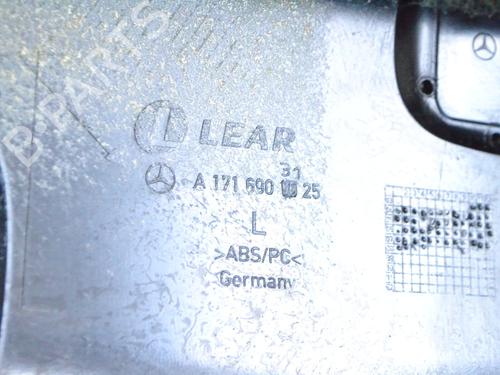 B-PARTS
LEAR
31
A 171 690 25
L
>ABS/PC<
Germany